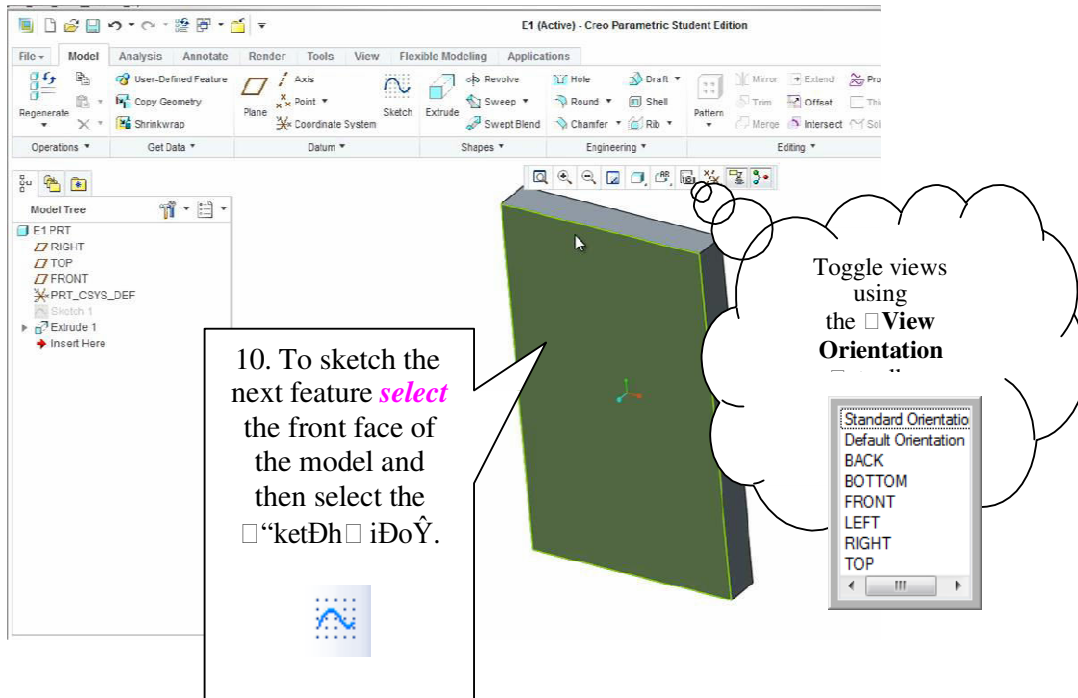 E1 (Active) - Creo Parametric Student Edition
File Model Analysis Annotate Render Tools View Flexible Modeling Applications
Regenerate
User-Defined Feature
Copy Geometry
Shrinkwrap
Plane
Axis
Point
Coordinate System
Sketch
Extrude
Revolve
Sweep
Swept Blend
Hole
Draft
Round
Shell
Chamfer
Rib
Pattern
Mirror
Extend
Trim
Offset
Merge
Intersect
Operations Get Data Datum Shapes Engineering Editing
Model Tree
E1.PRT
RIGHT
TOP
FRONT
PRT_CSYS_DEF
Sketch 1
Extrude 1
Insert Here
10. To sketch the
next feature select
the front face of
the model and
then select the
□“ketÐh□ iÐoŶ.
Toggle views
using
the □View
Orientation
Standard Orientatio
Default Orientation
BACK
BOTTOM
FRONT
LEFT
RIGHT
TOP